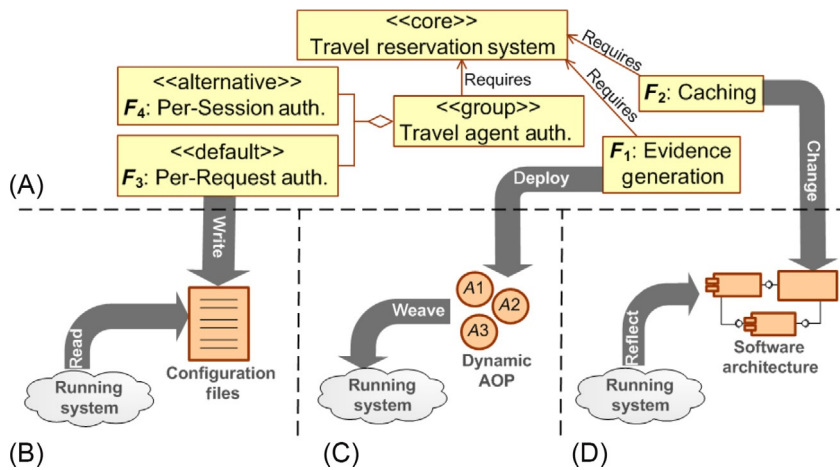 <<core>>
Travel reservation system
Requires
Requires
Requires
<<alternative>>
F4: Per-Session auth.
<<group>>
Travel agent auth.
F2: Caching
<<default>>
F3: Per-Request auth.
F1: Evidence
generation
(A)
Write
Deploy
Change
Read
Configuration
files
Running
system
(B)
A1
A2
A3
Weave
Dynamic
AOP
Running
system
(C)
Reflect
Software
architecture
Running
system
(D)